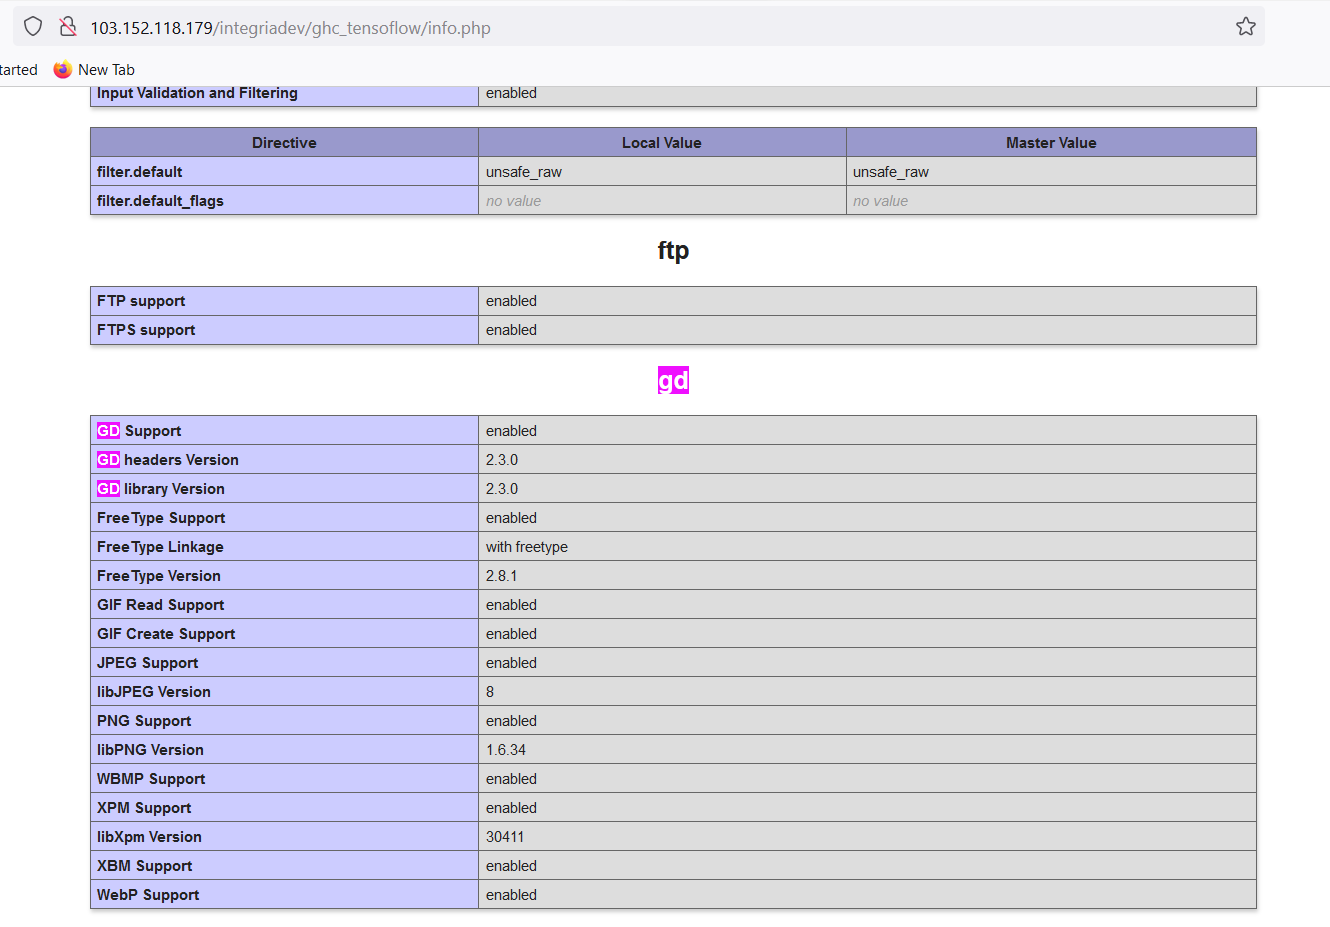 103.152.118.179/integriadev/ghc_tensoflow/info.php
tarted New Tab
Input Validation and Filtering enabled
Directive Local Value Master Value
filter.default unsafe_raw unsafe_raw
filter.default_flags no value no value
ftp
FTP support enabled
FTPS support enabled
gd
GD Support enabled
GD headers Version 2.3.0
GD library Version 2.3.0
FreeType Support enabled
FreeType Linkage with freetype
FreeType Version 2.8.1
GIF Read Support enabled
GIF Create Support enabled
JPEG Support enabled
libJPEG Version 8
PNG Support enabled
libPNG Version 1.6.34
WBMP Support enabled
XPM Support enabled
libXpm Version 30411
XBM Support enabled
WebP Support enabled